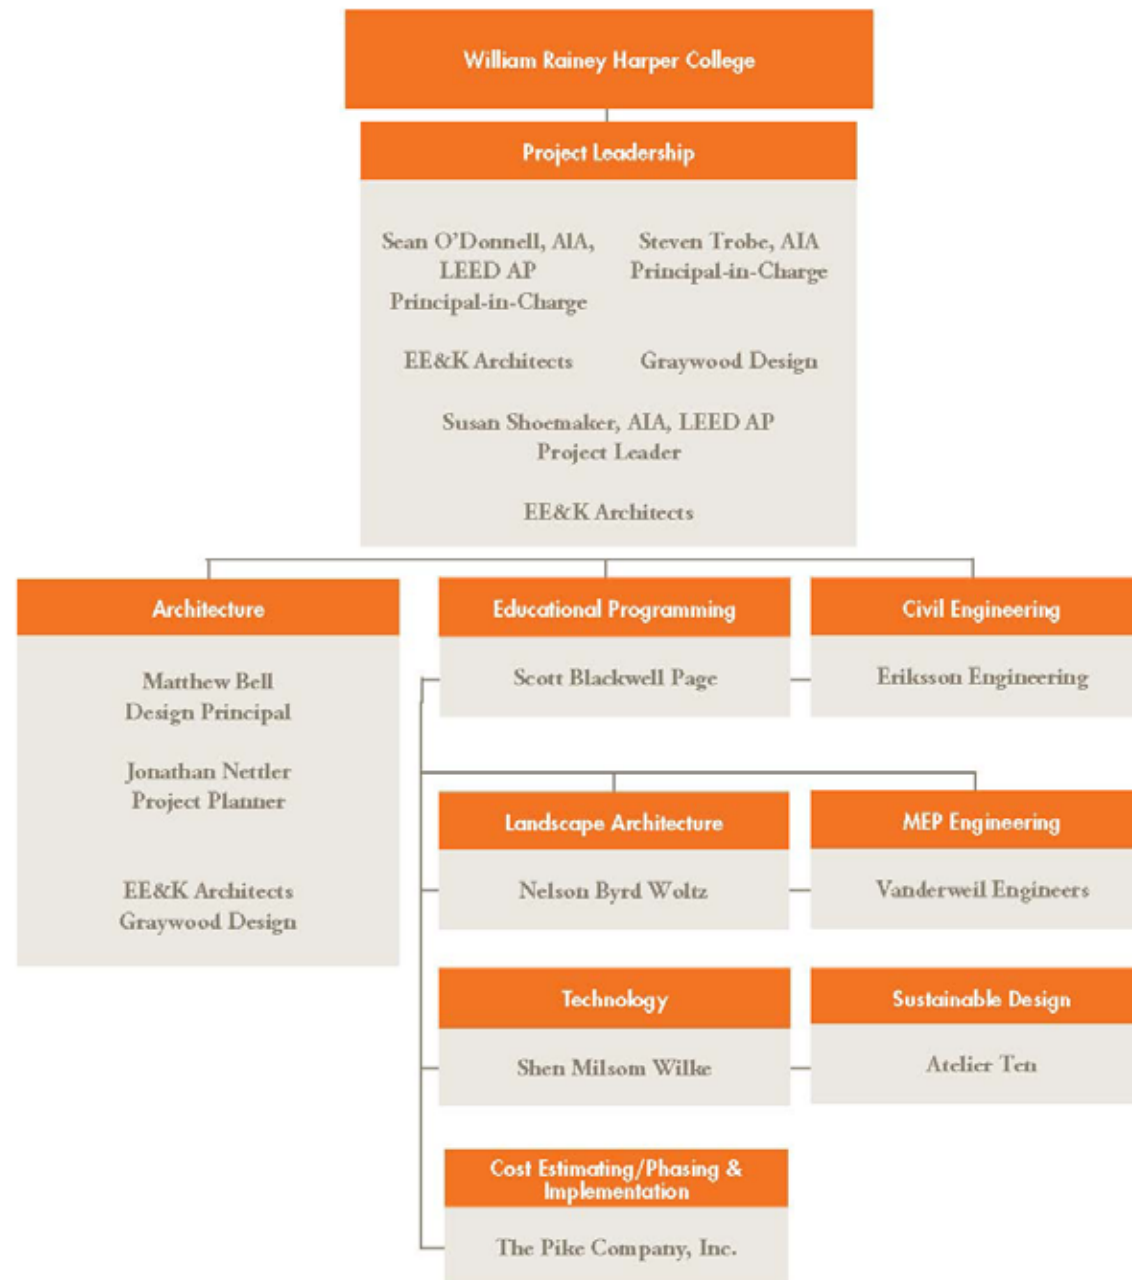 William Rainey Harper College
Project Leadership
Sean O'Donnell, AIA,
LEED AP
Principal-in-Charge
EE&K Architects
Steven Trobe, AIA
Principal-in-Charge
Graywood Design
Susan Shoemaker, AIA, LEED AP
Project Leader
EE&K Architects
Architecture
Matthew Bell
Design Principal
Jonathan Nettler
Project Planner
EE&K Architects
Graywood Design
Educational Programming
Scott Blackwell Page
Civil Engineering
Eriksson Engineering
Landscape Architecture
Nelson Byrd Woltz
MEP Engineering
Vanderweil Engineers
Technology
Shen Milsom Wilke
Sustainable Design
Atelier Ten
Cost Estimating/Phasing &
Implementation
The Pike Company, Inc.